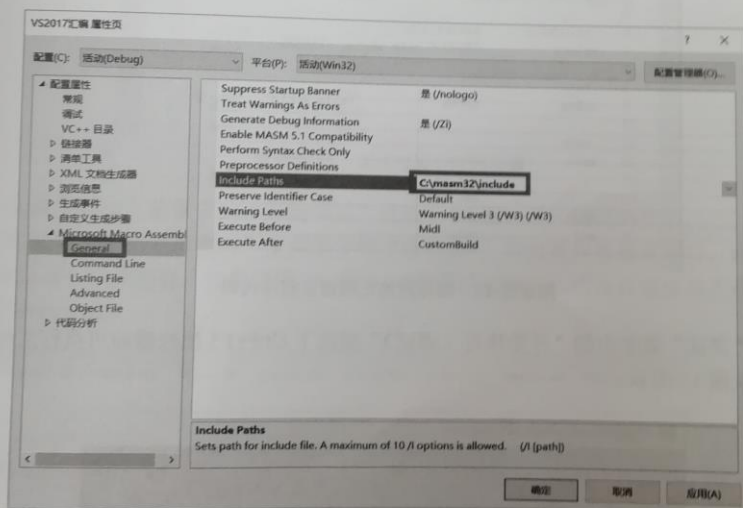 VS2017汇编 属性页
? ×
配置(C): 活动(Debug) 平台(P): 活动(Win32) 配置管理器(O)...
配置属性
常规
调试
VC++ 目录
链接器
清单工具
XML 文档生成器
浏览信息
生成事件
自定义生成步骤
Microsoft Macro Assembl
General
Command Line
Listing File
Advanced
Object File
代码分析
Suppress Startup Banner 是 (/nologo)
Treat Warnings As Errors
Generate Debug Information 是 (/Zi)
Enable MASM 5.1 Compatibility
Perform Syntax Check Only
Preprocessor Definitions
Include Paths C:\masm32\include
Preserve Identifier Case Default
Warning Level Warning Level 3 (/W3) (/W3)
Execute Before Midl
Execute After CustomBuild
Include Paths
Sets path for include file. A maximum of 10 /I options is allowed. (/I [path])
确定 取消 应用(A)